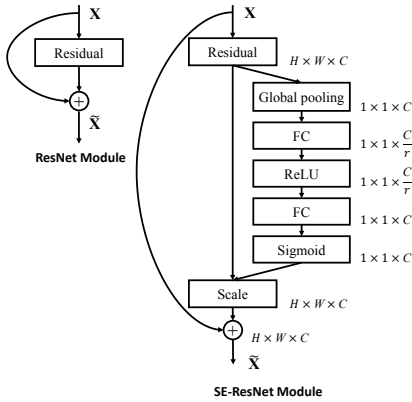 X
Residual
+
X̃
ResNet Module
X
Residual
H × W × C
Global pooling
1 × 1 × C
FC
1 × 1 × C/r
ReLU
1 × 1 × C/r
FC
1 × 1 × C
Sigmoid
1 × 1 × C
Scale
H × W × C
+
H × W × C
X̃
SE-ResNet Module